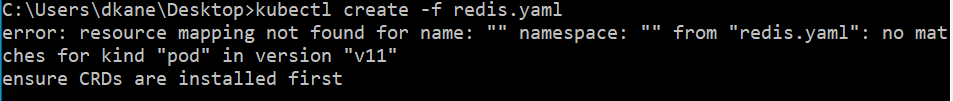 C:\Users\dkane\Desktop>kubectl create -f redis.yaml
error: resource mapping not found for name: "" namespace: "" from "redis.yaml": no mat
ches for kind "pod" in version "v11"
ensure CRDs are installed first